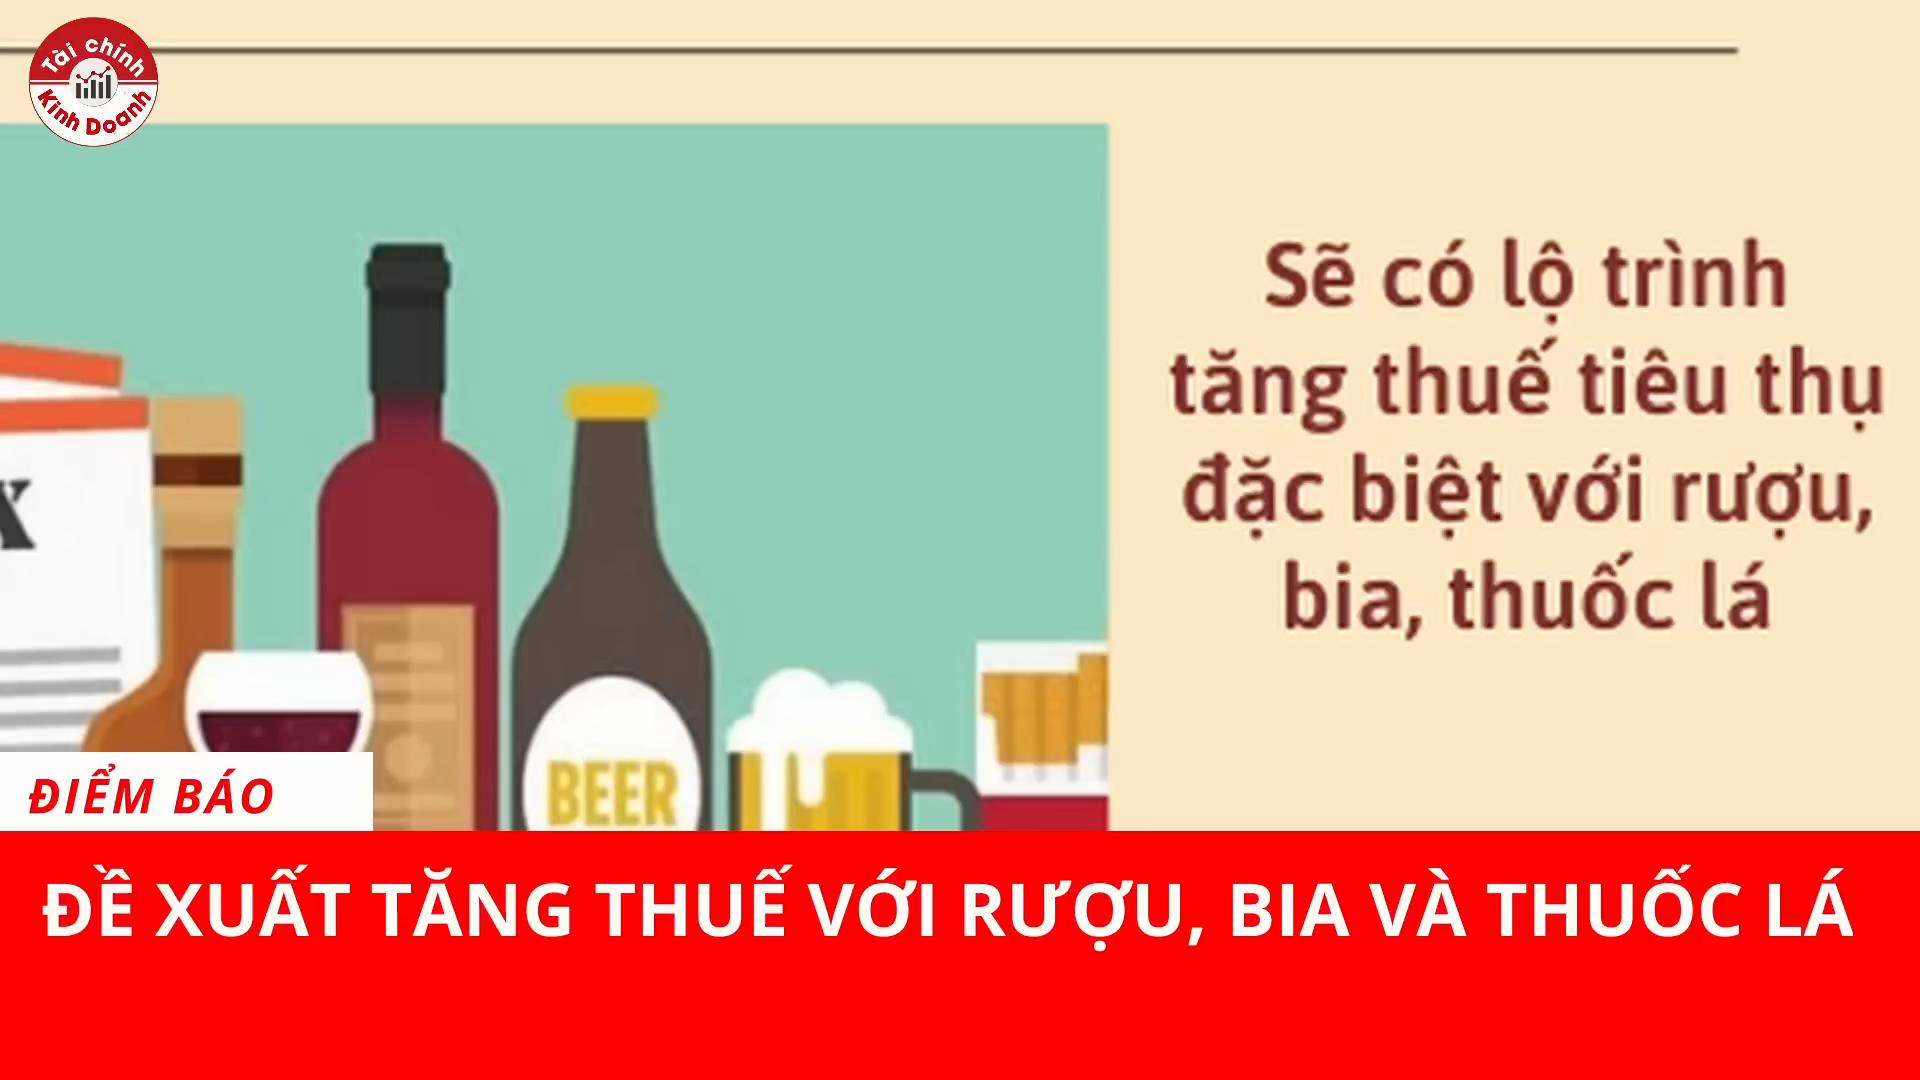 Tài chính
Kinh Doanh
Sẽ có lộ trình
tăng thuế tiêu thụ
đặc biệt với rượu,
bia, thuốc lá
X
BEER
ĐIỂM BÁO
ĐỀ XUẤT TĂNG THUẾ VỚI RƯỢU, BIA VÀ THUỐC LÁ